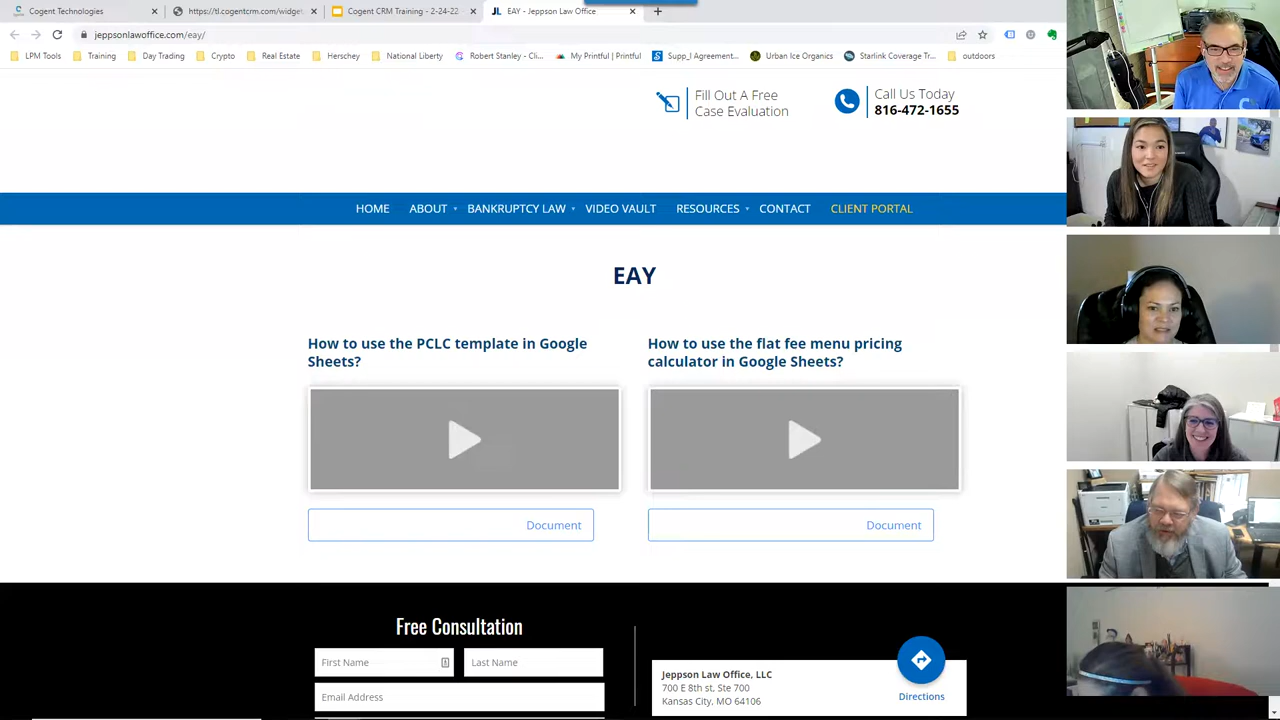 Cogent Technologies
https://tl.cogentcrm.com/widget
Cogent CRM Training - 2-24-22
EAY - Jeppson Law Office
jeppsonlawoffice.com/eay/
LPM Tools
Training
Day Trading
Crypto
Real Estate
Herschey
National Liberty
Robert Stanley - Cli...
My Printful | Printful
Supp_l Agreement...
Urban Ice Organics
Starlink Coverage Tr...
outdoors
Fill Out A Free
Case Evaluation
Call Us Today
816-472-1655
HOME
ABOUT
BANKRUPTCY LAW
VIDEO VAULT
RESOURCES
CONTACT
CLIENT PORTAL
EAY
How to use the PCLC template in Google
Sheets?
How to use the flat fee menu pricing
calculator in Google Sheets?
Document
Document
Free Consultation
First Name
Last Name
Email Address
Jeppson Law Office, LLC
700 E 8th st, Ste 700
Kansas City, MO 64106
Directions